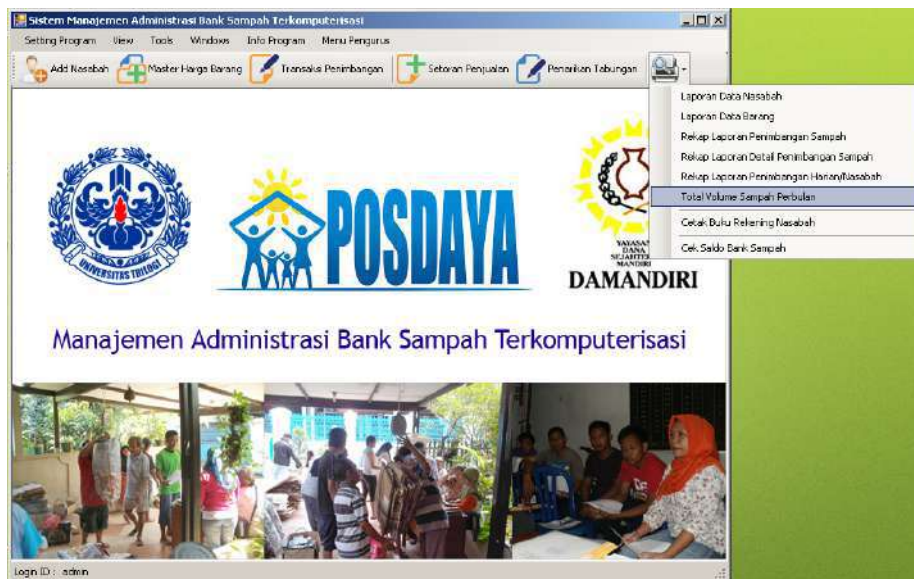 Sistem Manajemen Administrasi Bank Sampah Terkomputerisasi
Setting Program View Tools Windows Info Program Menu Pengurus
Add Nasabah Master Harga Barang Transaksi Penimbangan Setoran Penjualan Penarikan Tabungan
Laporan Data Nasabah
Laporan Data Barang
Rekap Laporan Penimbangan Sampah
Rekap Laporan Detail Penimbangan Sampah
Rekap Laporan Penimbangan Harian/Nasabah
Total Volume Sampah Perbulan
Cetak Buku Rekening Nasabah
Cek Saldo Bank Sampah
UNIVERSITAS TRILOGI
POSDAYA
YAYASAN
DANA
SEJAHTERA
MANDIRI
DAMANDIRI
Manajemen Administrasi Bank Sampah Terkomputerisasi
Login ID : admin